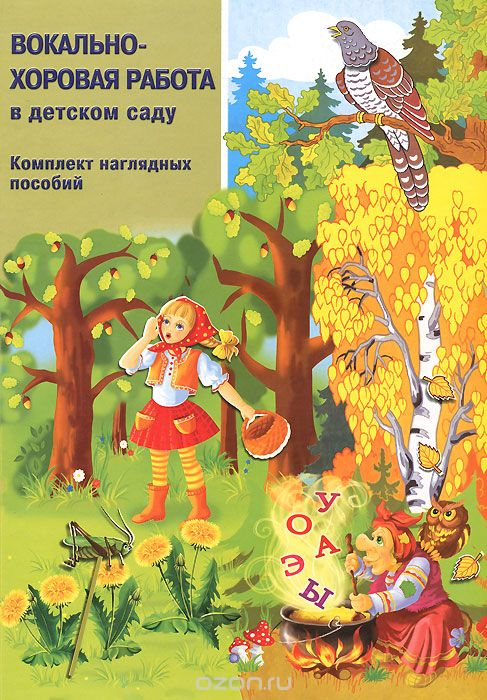 ВОКАЛЬНО-
ХОРОВАЯ РАБОТА
в детском саду
Комплект наглядных
пособий
У
О
А
Э
Ы
ozon.ru